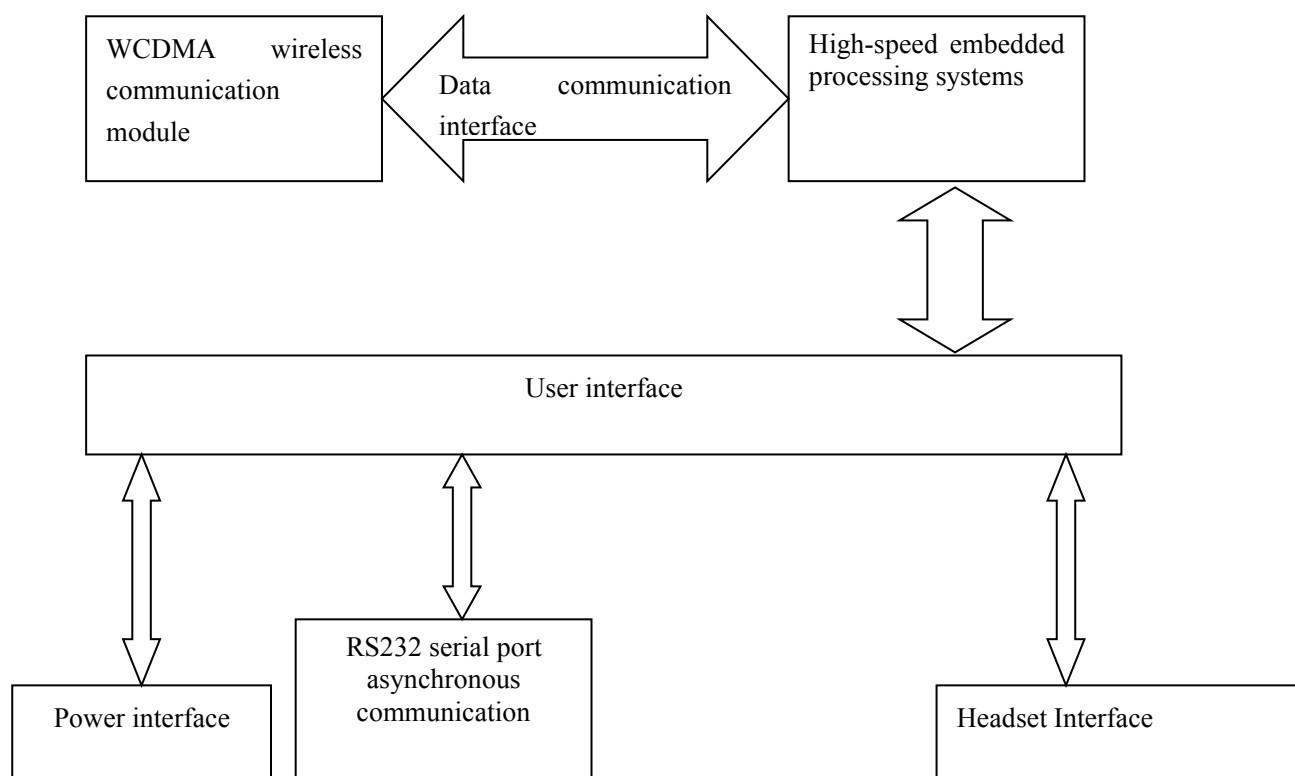 WCDMA wireless
communication
module
Data communication
interface
High-speed embedded
processing systems
User interface
RS232 serial port
asynchronous
communication
Power interface
Headset Interface